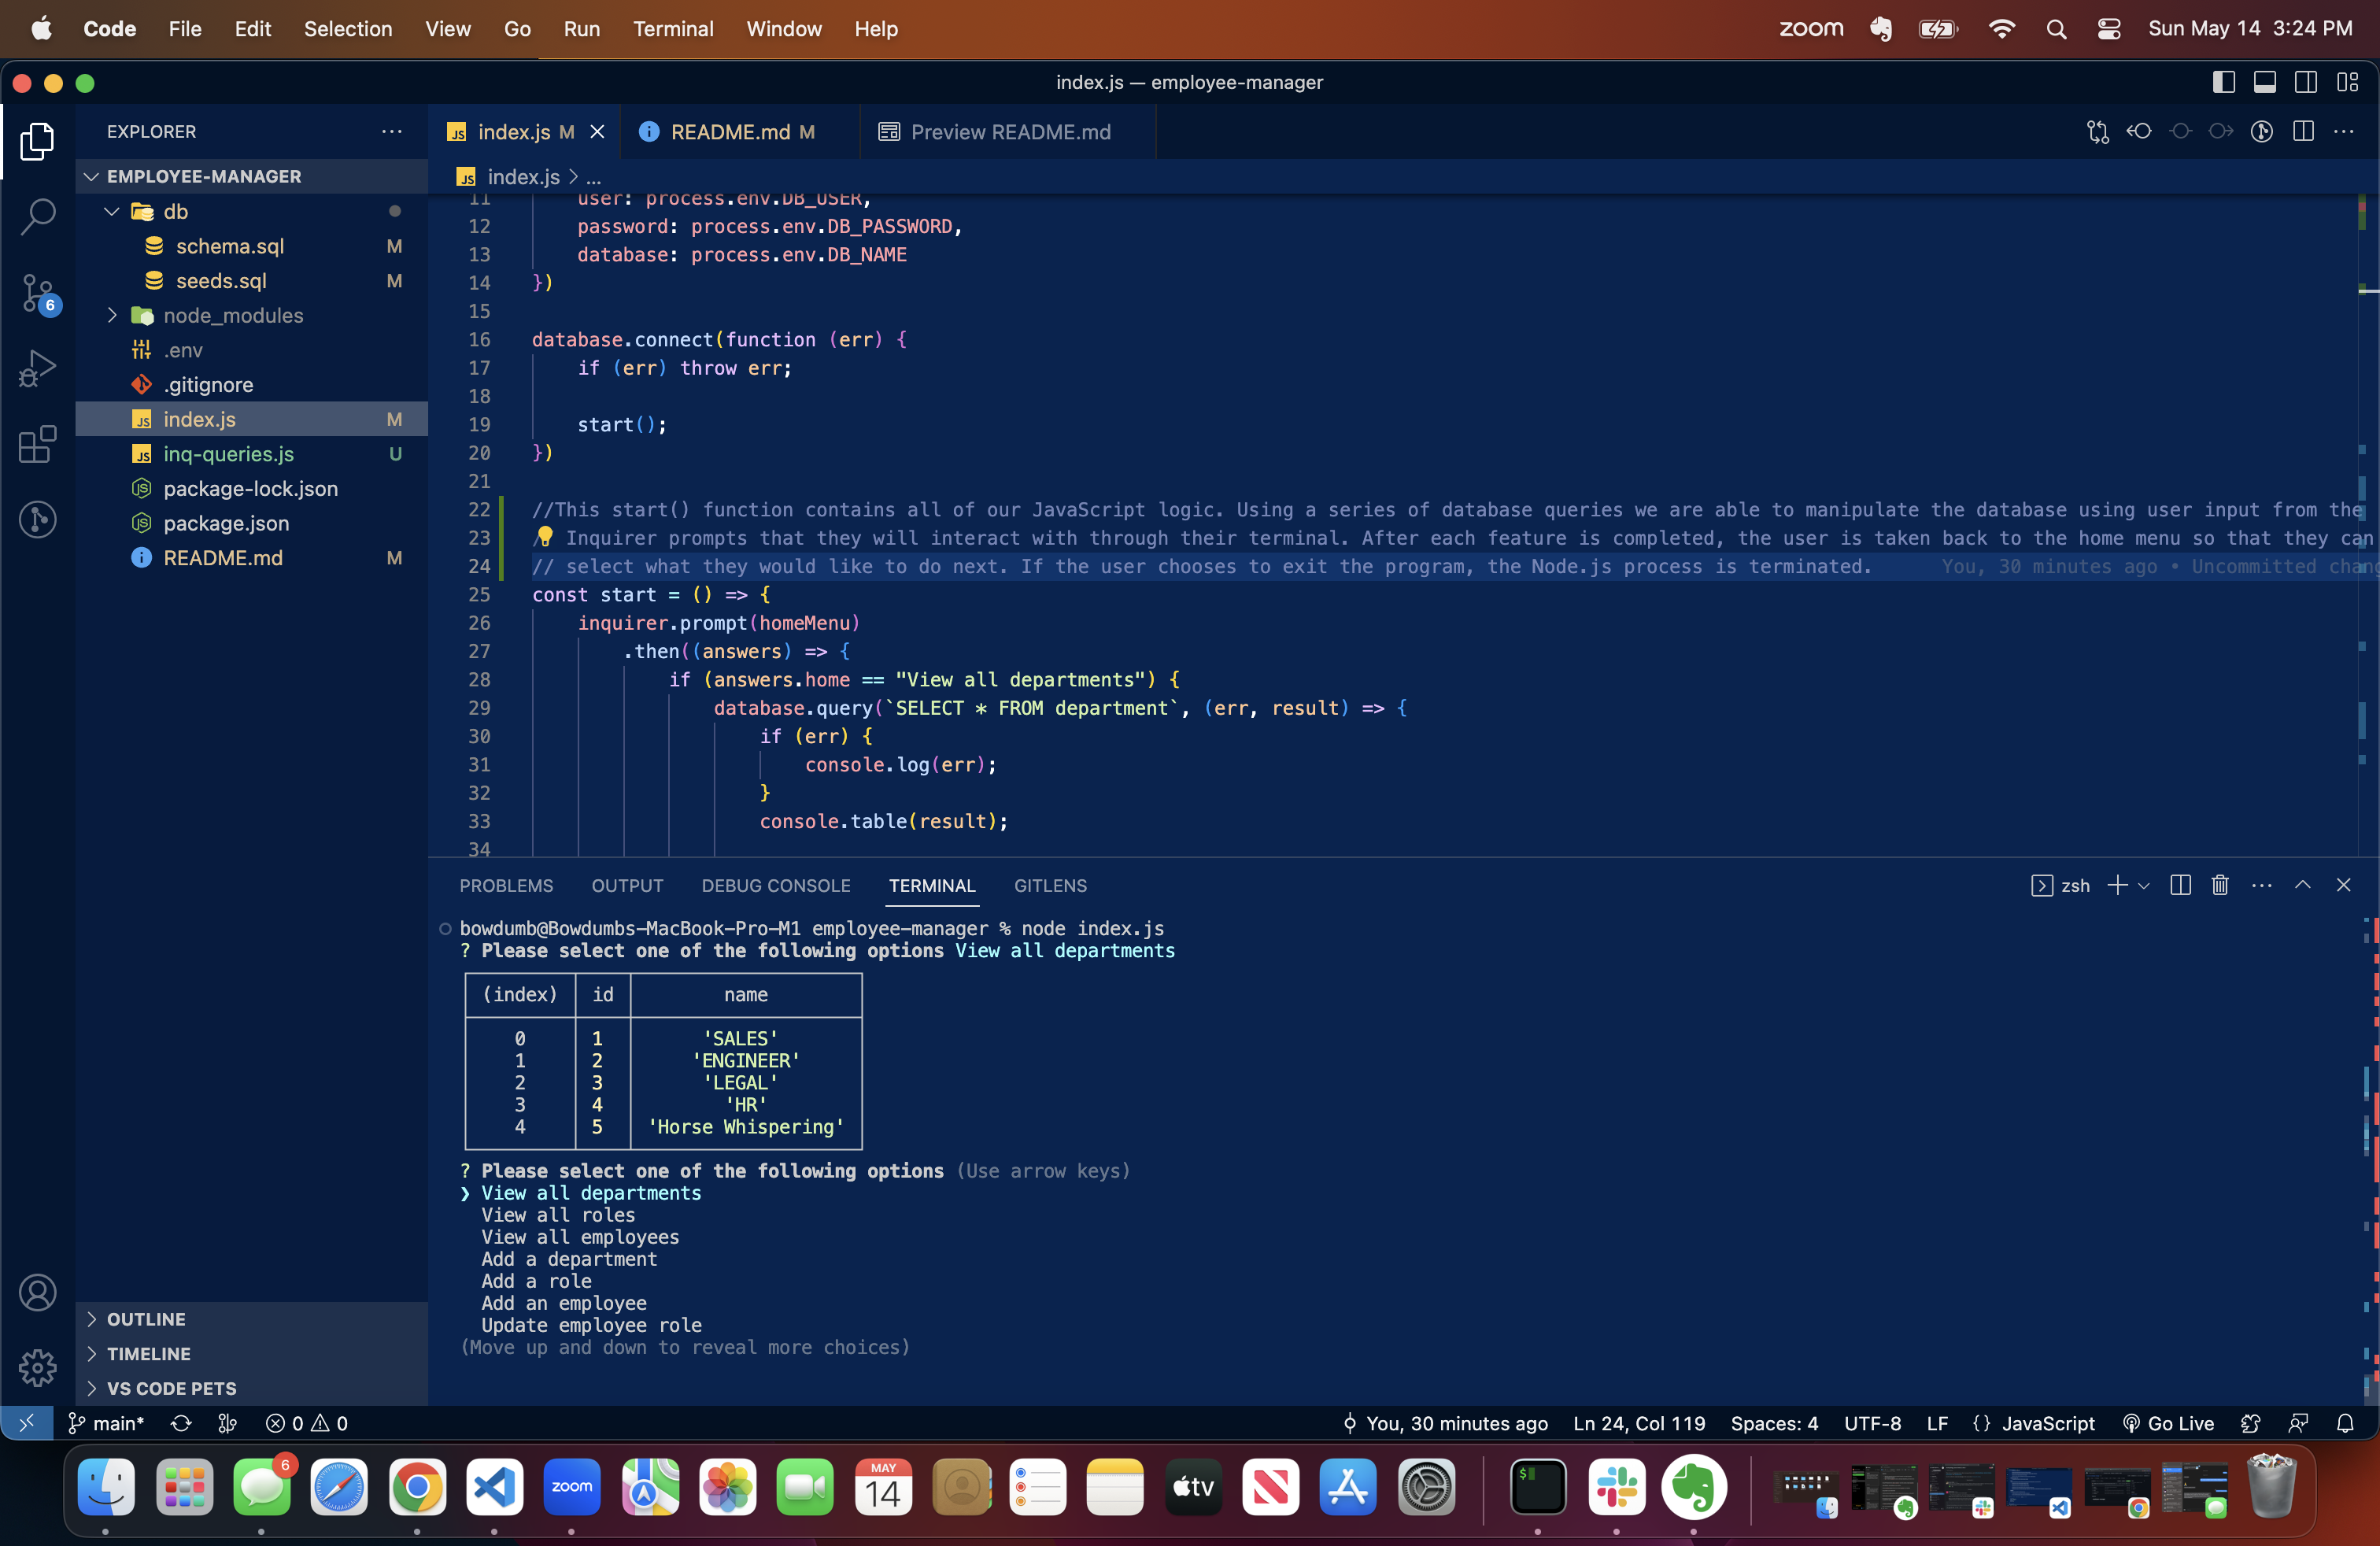 Code File Edit Selection View Go Run Terminal Window Help zoom Sun May 14 3:24 PM
index.js — employee-manager
EXPLORER
EMPLOYEE-MANAGER
db
schema.sql M
seeds.sql M
node_modules
.env
.gitignore
index.js M
inq-queries.js U
package-lock.json
package.json
README.md M
OUTLINE
TIMELINE
VS CODE PETS
6
index.js M README.md M Preview README.md
index.js > ...
11 user: process.env.DB_USER,
12 password: process.env.DB_PASSWORD,
13 database: process.env.DB_NAME
14 })
15
16 database.connect(function (err) {
17 if (err) throw err;
18
19 start();
20 })
21
22 //This start() function contains all of our JavaScript logic. Using a series of database queries we are able to manipulate the database using user input from the
23 / Inquirer prompts that they will interact with through their terminal. After each feature is completed, the user is taken back to the home menu so that they can
24 // select what they would like to do next. If the user chooses to exit the program, the Node.js process is terminated. You, 30 minutes ago • Uncommitted chang
25 const start = () => {
26 inquirer.prompt(homeMenu)
27 .then((answers) => {
28 if (answers.home == "View all departments") {
29 database.query(`SELECT * FROM department`, (err, result) => {
30 if (err) {
31 console.log(err);
32 }
33 console.table(result);
34
PROBLEMS OUTPUT DEBUG CONSOLE TERMINAL GITLENS zsh
bowdumb@Bowdumbs-MacBook-Pro-M1 employee-manager % node index.js
? Please select one of the following options View all departments
(index) id name
0 1 'SALES'
1 2 'ENGINEER'
2 3 'LEGAL'
3 4 'HR'
4 5 'Horse Whispering'
? Please select one of the following options (Use arrow keys)
❯ View all departments
View all roles
View all employees
Add a department
Add a role
Add an employee
Update employee role
(Move up and down to reveal more choices)
main* 0 0 You, 30 minutes ago Ln 24, Col 119 Spaces: 4 UTF-8 LF {} JavaScript Go Live
6 zoom MAY 14 tv